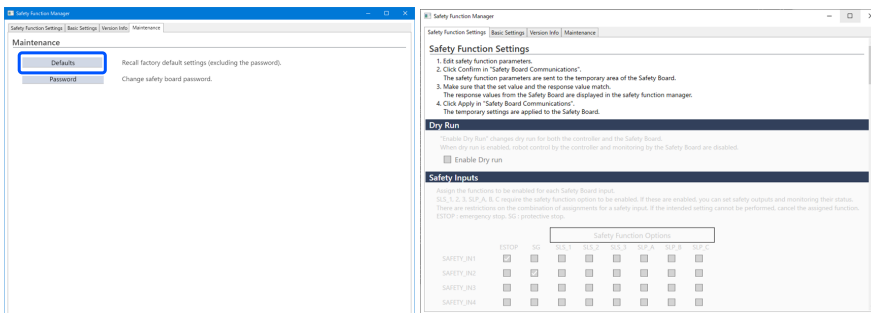 Safety Function Manager
Safety Function Settings Basic Settings Version Info Maintenance
Maintenance
Defaults Recall factory default settings (excluding the password).
Password Change safety board password.
Safety Function Manager
Safety Function Settings Basic Settings Version Info Maintenance
Safety Function Settings
1. Edit safety function parameters.
2. Click Confirm in "Safety Board Communications".
The safety function parameters are sent to the temporary area of the Safety Board.
3. Make sure that the set value and the response value match.
The response values from the Safety Board are displayed in the safety function manager.
4. Click Apply in "Safety Board Communications".
The temporary settings are applied to the Safety Board.
Dry Run
"Enable Dry Run" changes dry run for both the controller and the Safety Board.
When dry run is enabled, robot control by the controller and monitoring by the Safety Board are disabled.
Enable Dry run
Safety Inputs
Assign the functions to be enabled for each Safety Board input.
SLS_1, 2, 3, SLP_A, B, C require the safety function option to be enabled. If these are enabled, you can set safety outputs and monitoring their status.
There are restrictions on the combination of assignments for a safety input. If the intended setting cannot be performed, cancel the assigned function.
ESTOP : emergency stop. SG : protective stop.
Safety Function Options
ESTOP SG SLS_1 SLS_2 SLS_3 SLP_A SLP_B SLP_C
SAFETY_IN1
SAFETY_IN2
SAFETY_IN3
SAFETY_IN4